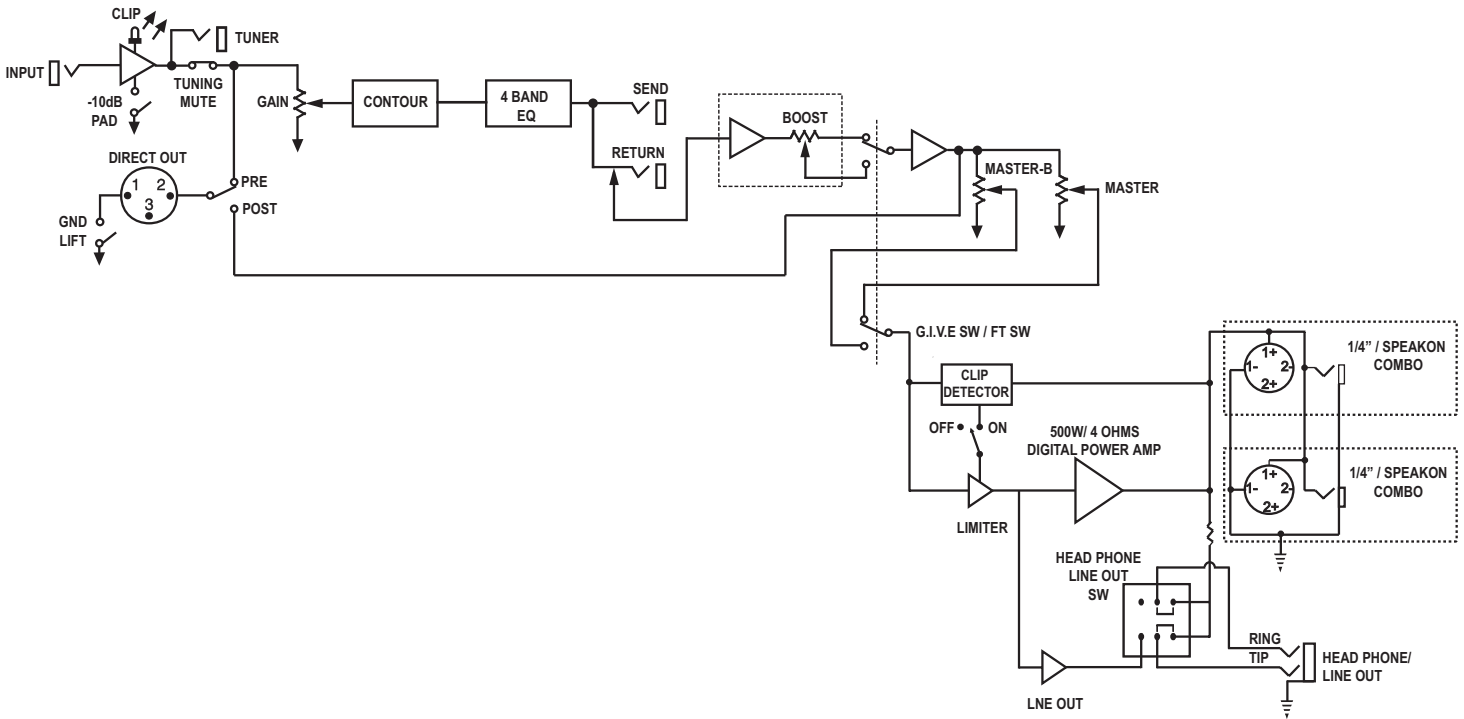 CLIP
TUNER
INPUT
TUNING
MUTE
-10dB
PAD
GAIN
CONTOUR
4 BAND
EQ
SEND
RETURN
BOOST
MASTER-B
MASTER
DIRECT OUT
1
2
3
PRE
POST
GND
LIFT
G.I.V.E SW / FT SW
CLIP
DETECTOR
OFF
ON
500W/ 4 OHMS
DIGITAL POWER AMP
LIMITER
1+
1-
2-
2+
1/4” / SPEAKON
COMBO
1+
1-
2-
2+
1/4” / SPEAKON
COMBO
HEAD PHONE
LINE OUT
SW
RING
TIP
HEAD PHONE/
LINE OUT
LNE OUT